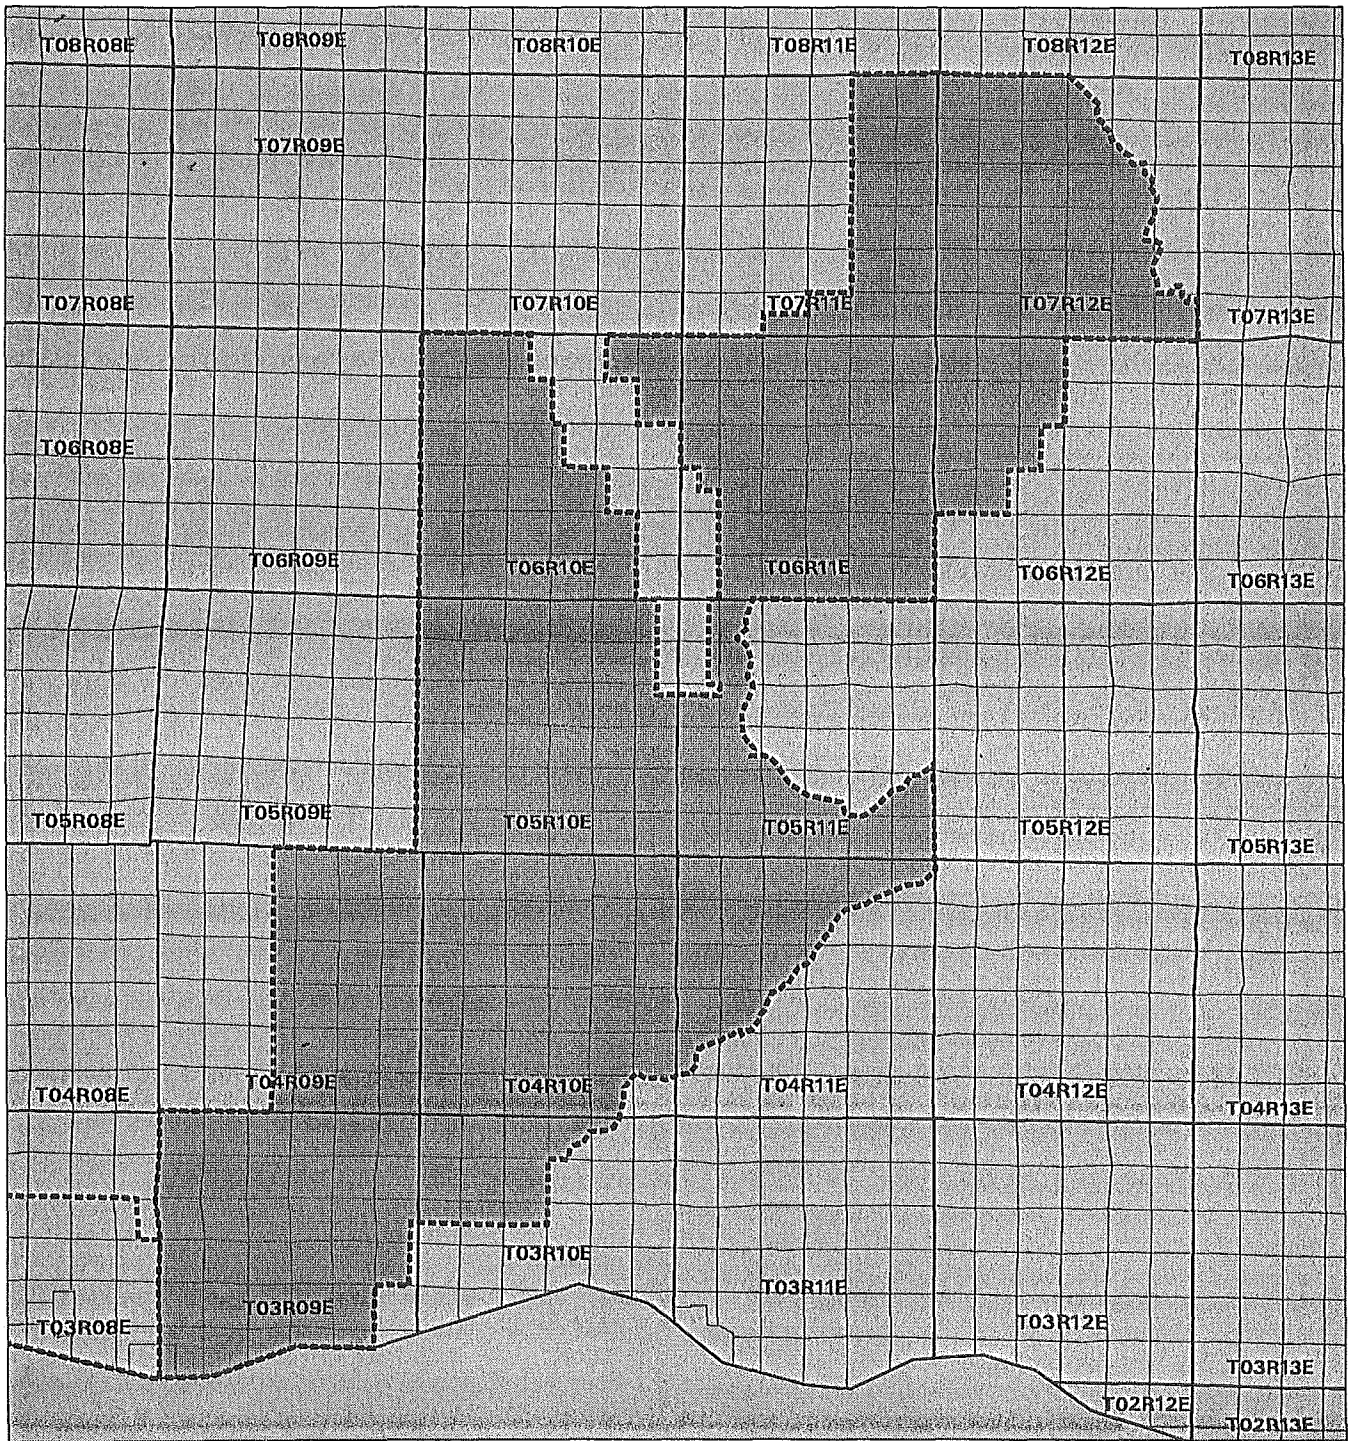 T08R08E T08R09E T08R10E T08R11E T08R12E T08R13E
T07R09E
T07R08E T07R10E T07R11E T07R12E T07R13E
T06R08E
T06R09E T06R10E T06R11E T06R12E T06R13E
T05R08E T05R09E T05R10E T05R11E T05R12E T05R13E
T04R08E T04R09E T04R10E T04R11E T04R12E T04R13E
T03R10E
T03R08E T03R09E T03R11E T03R12E
T03R13E
T02R12E
T02R13E